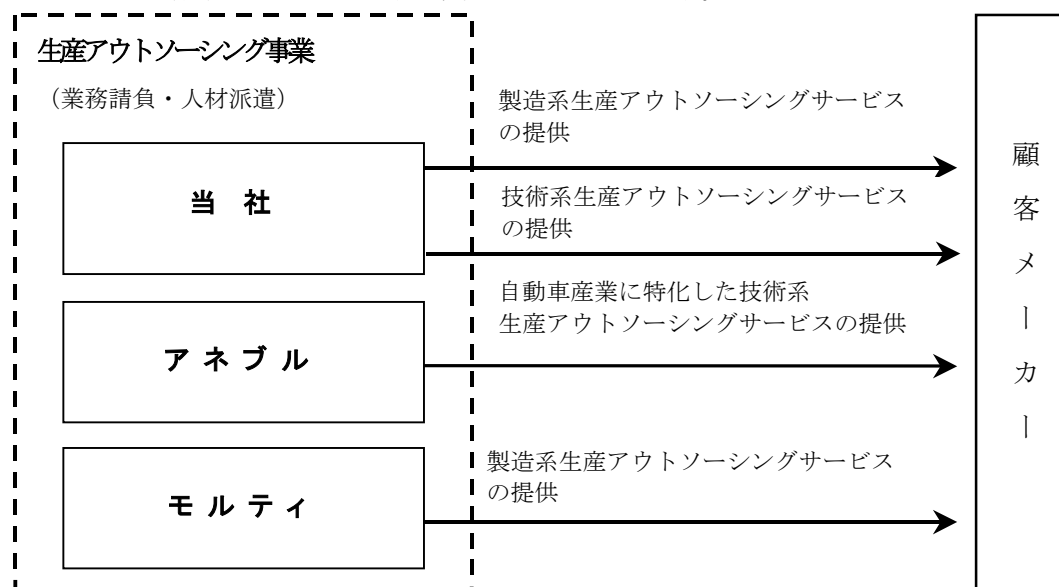 生産アウトソーシング事業
（業務請負・人材派遣）
製造系生産アウトソーシングサービス
の提供
当 社
技術系生産アウトソーシングサービス
の提供
自動車産業に特化した技術系
生産アウトソーシングサービスの提供
ア ネ ブ ル
製造系生産アウトソーシングサービス
の提供
モ ル テ ィ
顧客メーカー